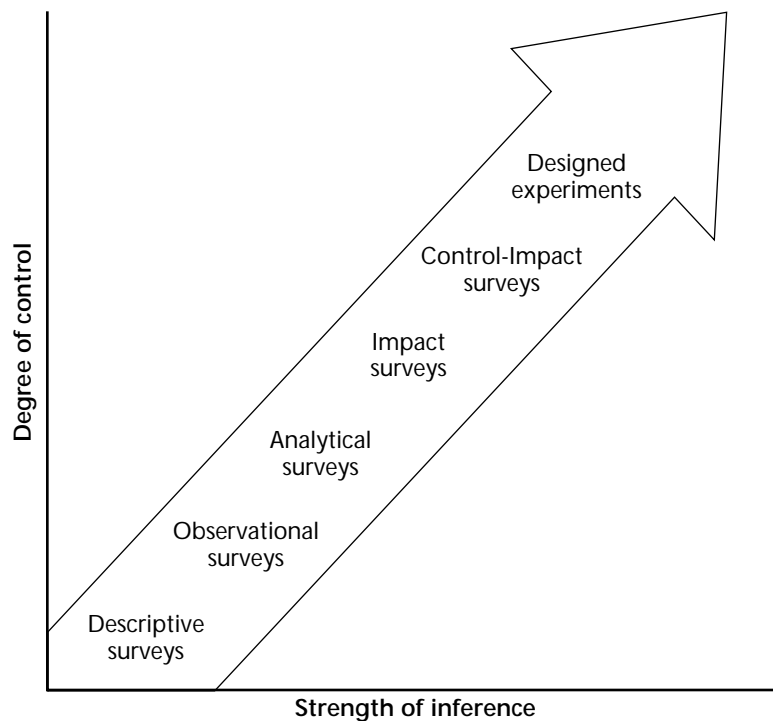 Designed
experiments
Control-Impact
surveys
Impact
surveys
Analytical
surveys
Observational
surveys
Descriptive
surveys
Degree of control
Strength of inference